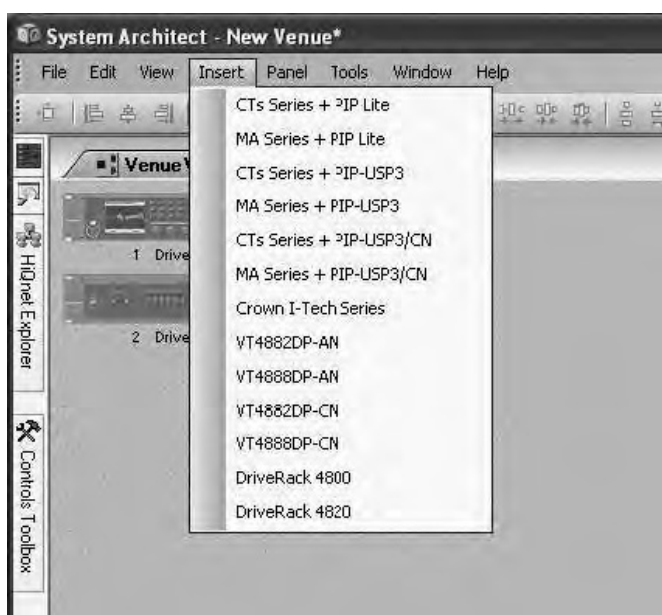 System Architect - New Venue*
File Edit View Insert Panel Tools Window Help
CTs Series + PIP Lite
MA Series + PIP Lite
CTs Series + PIP-USP3
MA Series + PIP-USP3
CTs Series + PIP-USP3/CN
MA Series + PIP-USP3/CN
Crown I-Tech Series
VT4882DP-AN
VT4888DP-AN
VT4882DP-CN
VT4888DP-CN
DriveRack 4800
DriveRack 4820
Venue
1 Drive
2 Drive
HiQnet Explorer
Controls Toolbox